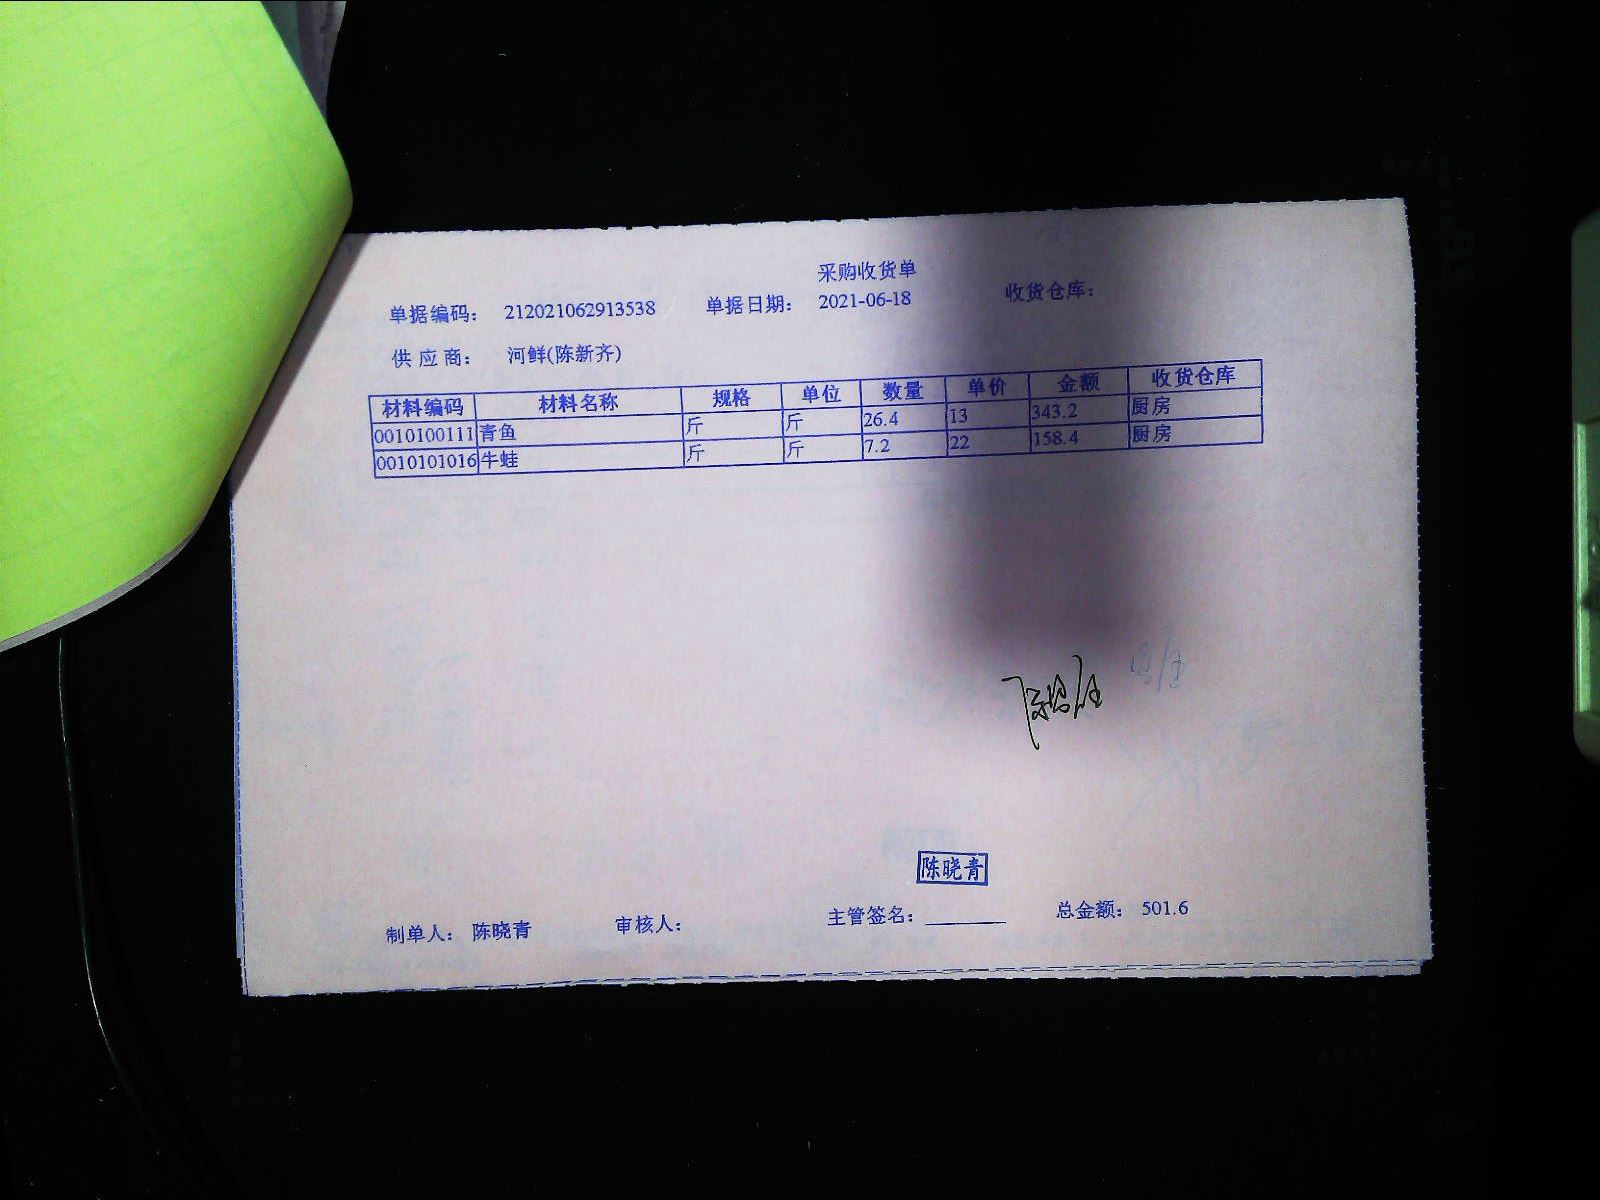 采购收货单
单据编码： 212021062913538 单据日期： 2021-06-18 收货仓库：
供应商： 河鲜(陈新齐)
材料编码 材料名称 规格 单位 数量 单价 金额 收货仓库
0010100111 青鱼 斤 斤 26.4 13 343.2 厨房
0010101016 牛蛙 斤 斤 7.2 22 158.4 厨房
陈晓青
制单人： 陈晓青 审核人： 主管签名： 总金额： 501.6